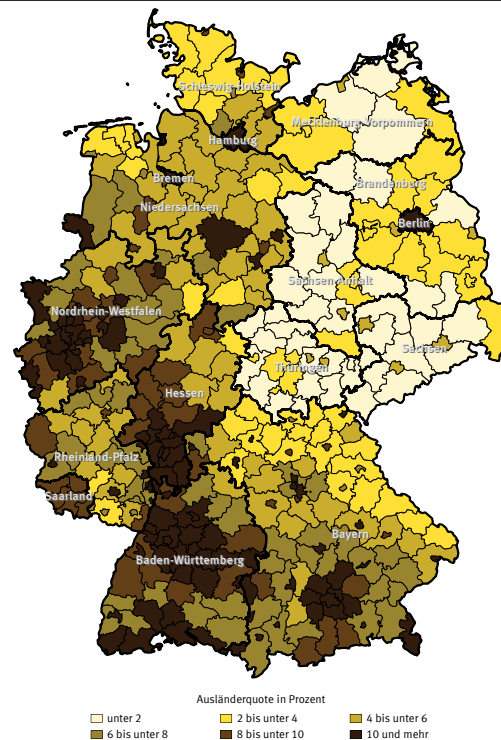 Schleswig-Holstein
Mecklenburg-Vorpommern
Hamburg
Bremen
Brandenburg
Niedersachsen
Berlin
Sachsen-Anhalt
Nordrhein-Westfalen
Sachsen
Thüringen
Hessen
Rheinland-Pfalz
Saarland
Bayern
Baden-Württemberg
Ausländerquote in Prozent
unter 2 2 bis unter 4 4 bis unter 6
6 bis unter 8 8 bis unter 10 10 und mehr